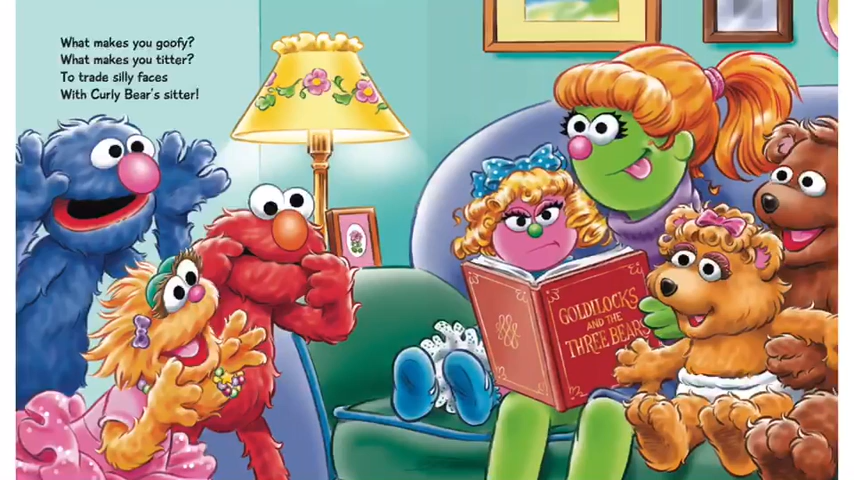 What makes you goofy?
What makes you titter?
To trade silly faces
With Curly Bear's sitter!
GOLDILOCKS
AND THE
THREE BEARS